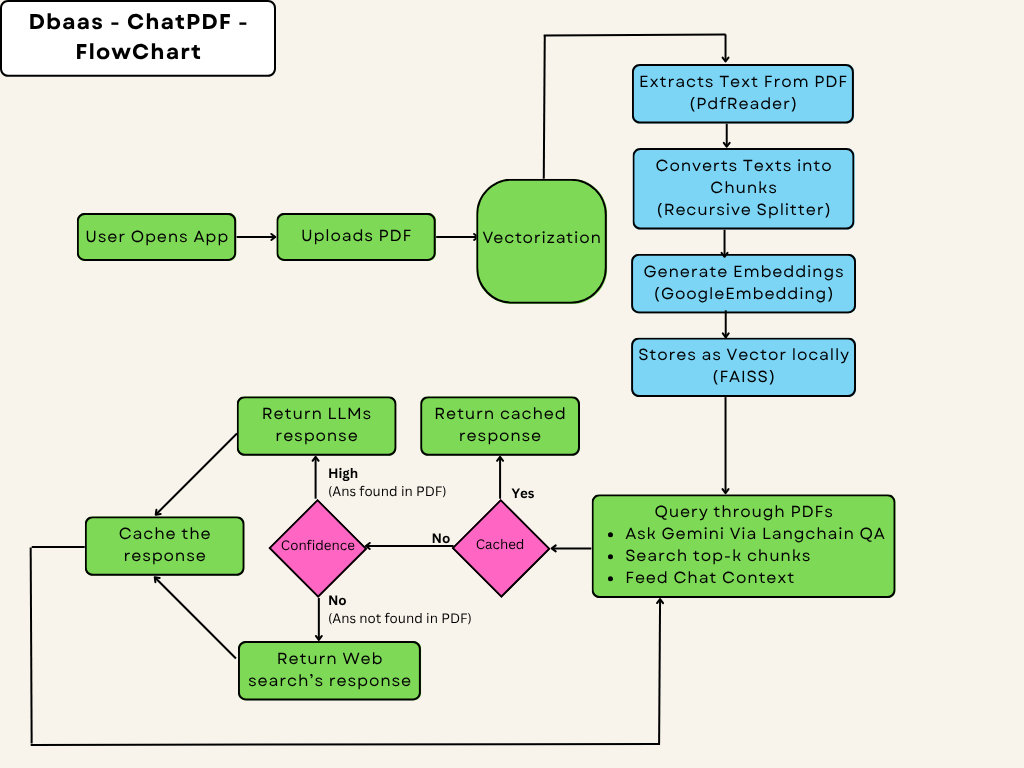 Dbaas - ChatPDF -
FlowChart
Extracts Text From PDF
(PdfReader)
Converts Texts into
Chunks
(Recursive Splitter)
User Opens App
Uploads PDF
Vectorization
Generate Embeddings
(GoogleEmbedding)
Stores as Vector locally
(FAISS)
Return LLMs
response
Return cached
response
High
(Ans found in PDF)
Yes
Query through PDFs
• Ask Gemini Via Langchain QA
• Search top-k chunks
• Feed Chat Context
Cache the
response
Confidence
No
Cached
No
(Ans not found in PDF)
Return Web
search’s response